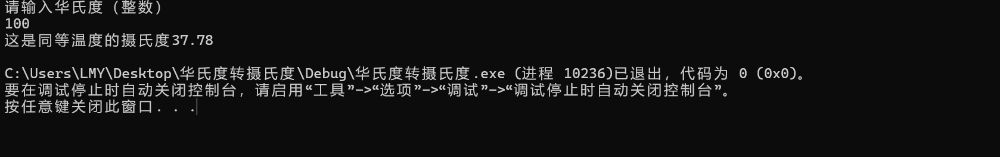 请输入华氏度（整数）
100
这是同等温度的摄氏度37.78
C:\Users\LMY\Desktop\华氏度转摄氏度\Debug\华氏度转摄氏度.exe (进程 10236)已退出，代码为 0 (0x0)。
要在调试停止时自动关闭控制台，请启用“工具”->“选项”->“调试”->“调试停止时自动关闭控制台”。
按任意键关闭此窗口. . .